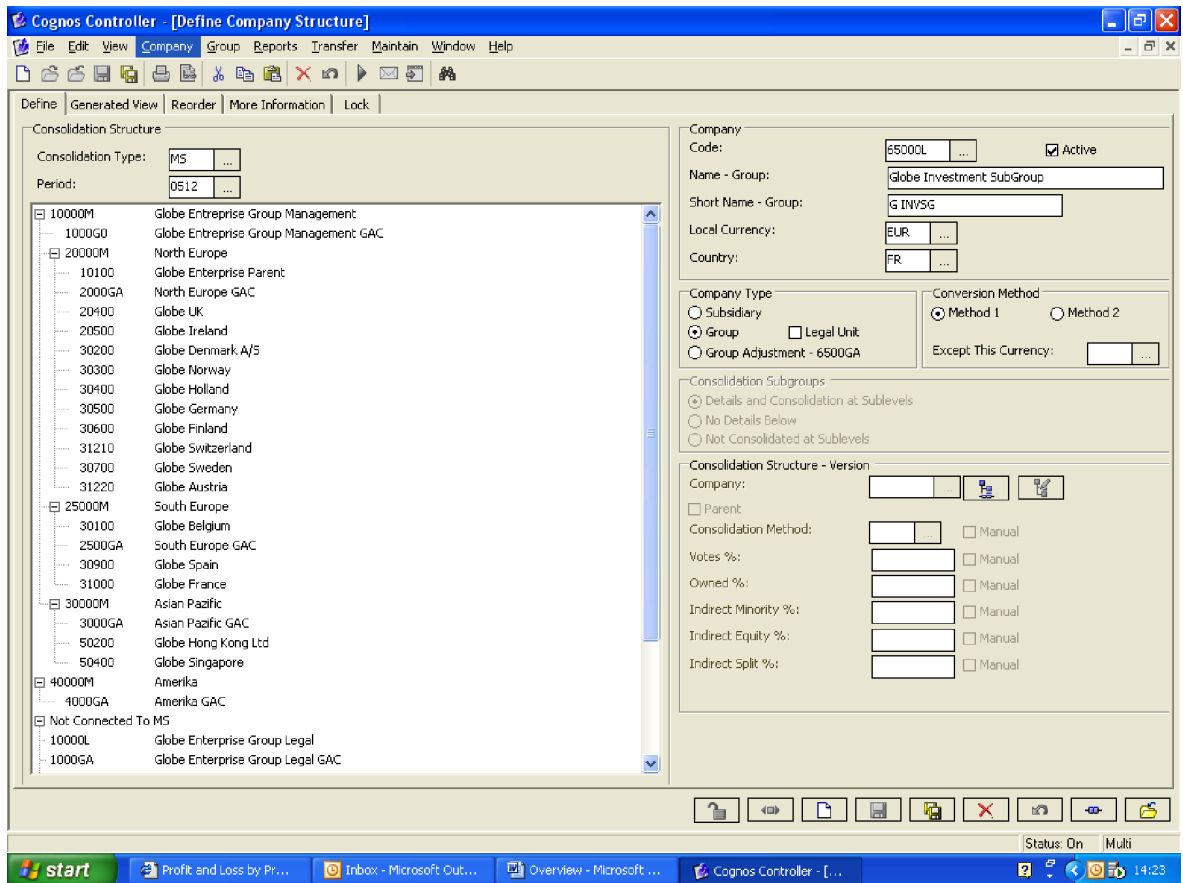 Cognos Controller - [Define Company Structure]
File Edit View Company Group Reports Transfer Maintain Window Help
Define Generated View Reorder More Information Lock
Consolidation Structure
Consolidation Type: MS ...
Period: 0512 ...
10000M Globe Entreprise Group Management
1000G0 Globe Entreprise Group Management GAC
20000M North Europe
10100 Globe Enterprise Parent
2000GA North Europe GAC
20400 Globe UK
20500 Globe Ireland
30200 Globe Denmark A/S
30300 Globe Norway
30400 Globe Holland
30500 Globe Germany
30600 Globe Finland
31210 Globe Switzerland
30700 Globe Sweden
31220 Globe Austria
25000M South Europe
30100 Globe Belgium
2500GA South Europe GAC
30900 Globe Spain
31000 Globe France
30000M Asian Pazific
3000GA Asian Pazific GAC
50200 Globe Hong Kong Ltd
50400 Globe Singapore
40000M Amerika
4000GA Amerika GAC
Not Connected To MS
10000L Globe Enterprise Group Legal
1000GA Globe Enterprise Group Legal GAC
Company
Code: 65000L ... Active
Name - Group: Globe Investment SubGroup
Short Name - Group: G INVSG
Local Currency: EUR ...
Country: FR ...
Company Type
Subsidiary
Group Legal Unit
Group Adjustment - 6500GA
Conversion Method
Method 1 Method 2
Except This Currency: ...
Consolidation Subgroups
Details and Consolidation at Sublevels
No Details Below
Not Consolidated at Sublevels
Consolidation Structure - Version
Company: ...
Parent
Consolidation Method: ... Manual
Votes %: Manual
Owned %: Manual
Indirect Minority %: Manual
Indirect Equity %: Manual
Indirect Split %: Manual
Status: On Multi
start Profit and Loss by Pr... Inbox - Microsoft Out... Overview - Microsoft ... Cognos Controller - [... 14:23